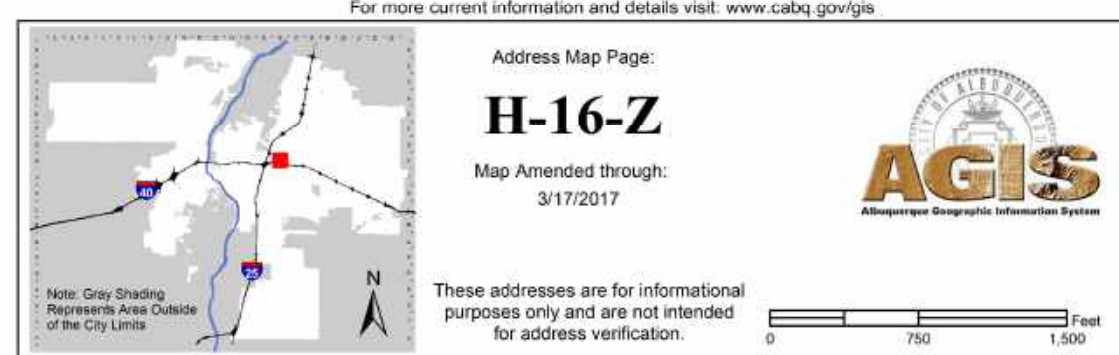 For more current information and details visit: www.cabq.gov/gis
Address Map Page:
H-16-Z
Map Amended through:
3/17/2017
These addresses are for informational
purposes only and are not intended
for address verification.
40
25
N
Note: Gray Shading
Represents Area Outside
of the City Limits
CITY OF ALBUQUERQUE
AGIS
Albuquerque Geographic Information System
0 750 1,500
Feet